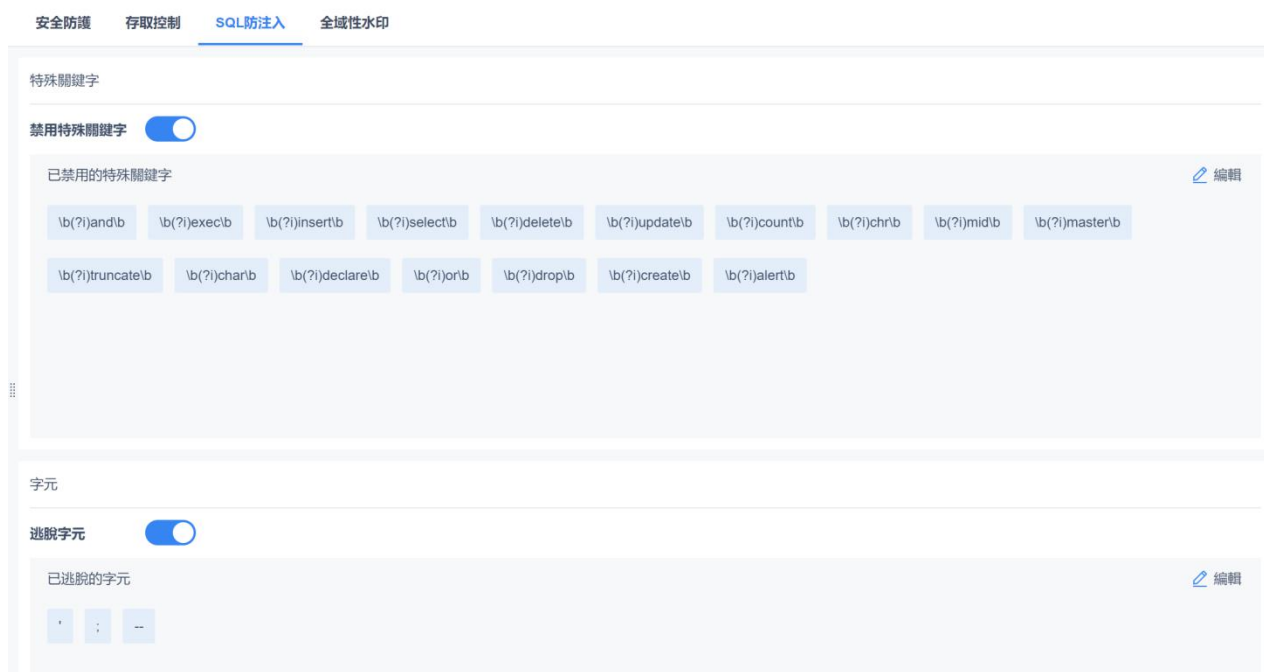 安全防護 存取控制 SQL防注入 全域性水印
特殊關鍵字
禁用特殊關鍵字
已禁用的特殊關鍵字 編輯
\b(?i)and\b \b(?i)exec\b \b(?i)insert\b \b(?i)select\b \b(?i)delete\b \b(?i)update\b \b(?i)count\b \b(?i)chr\b \b(?i)mid\b \b(?i)master\b
\b(?i)truncate\b \b(?i)char\b \b(?i)declare\b \b(?i)or\b \b(?i)drop\b \b(?i)create\b \b(?i)alert\b
字元
逃脫字元
已逃脫的字元 編輯
' ; --